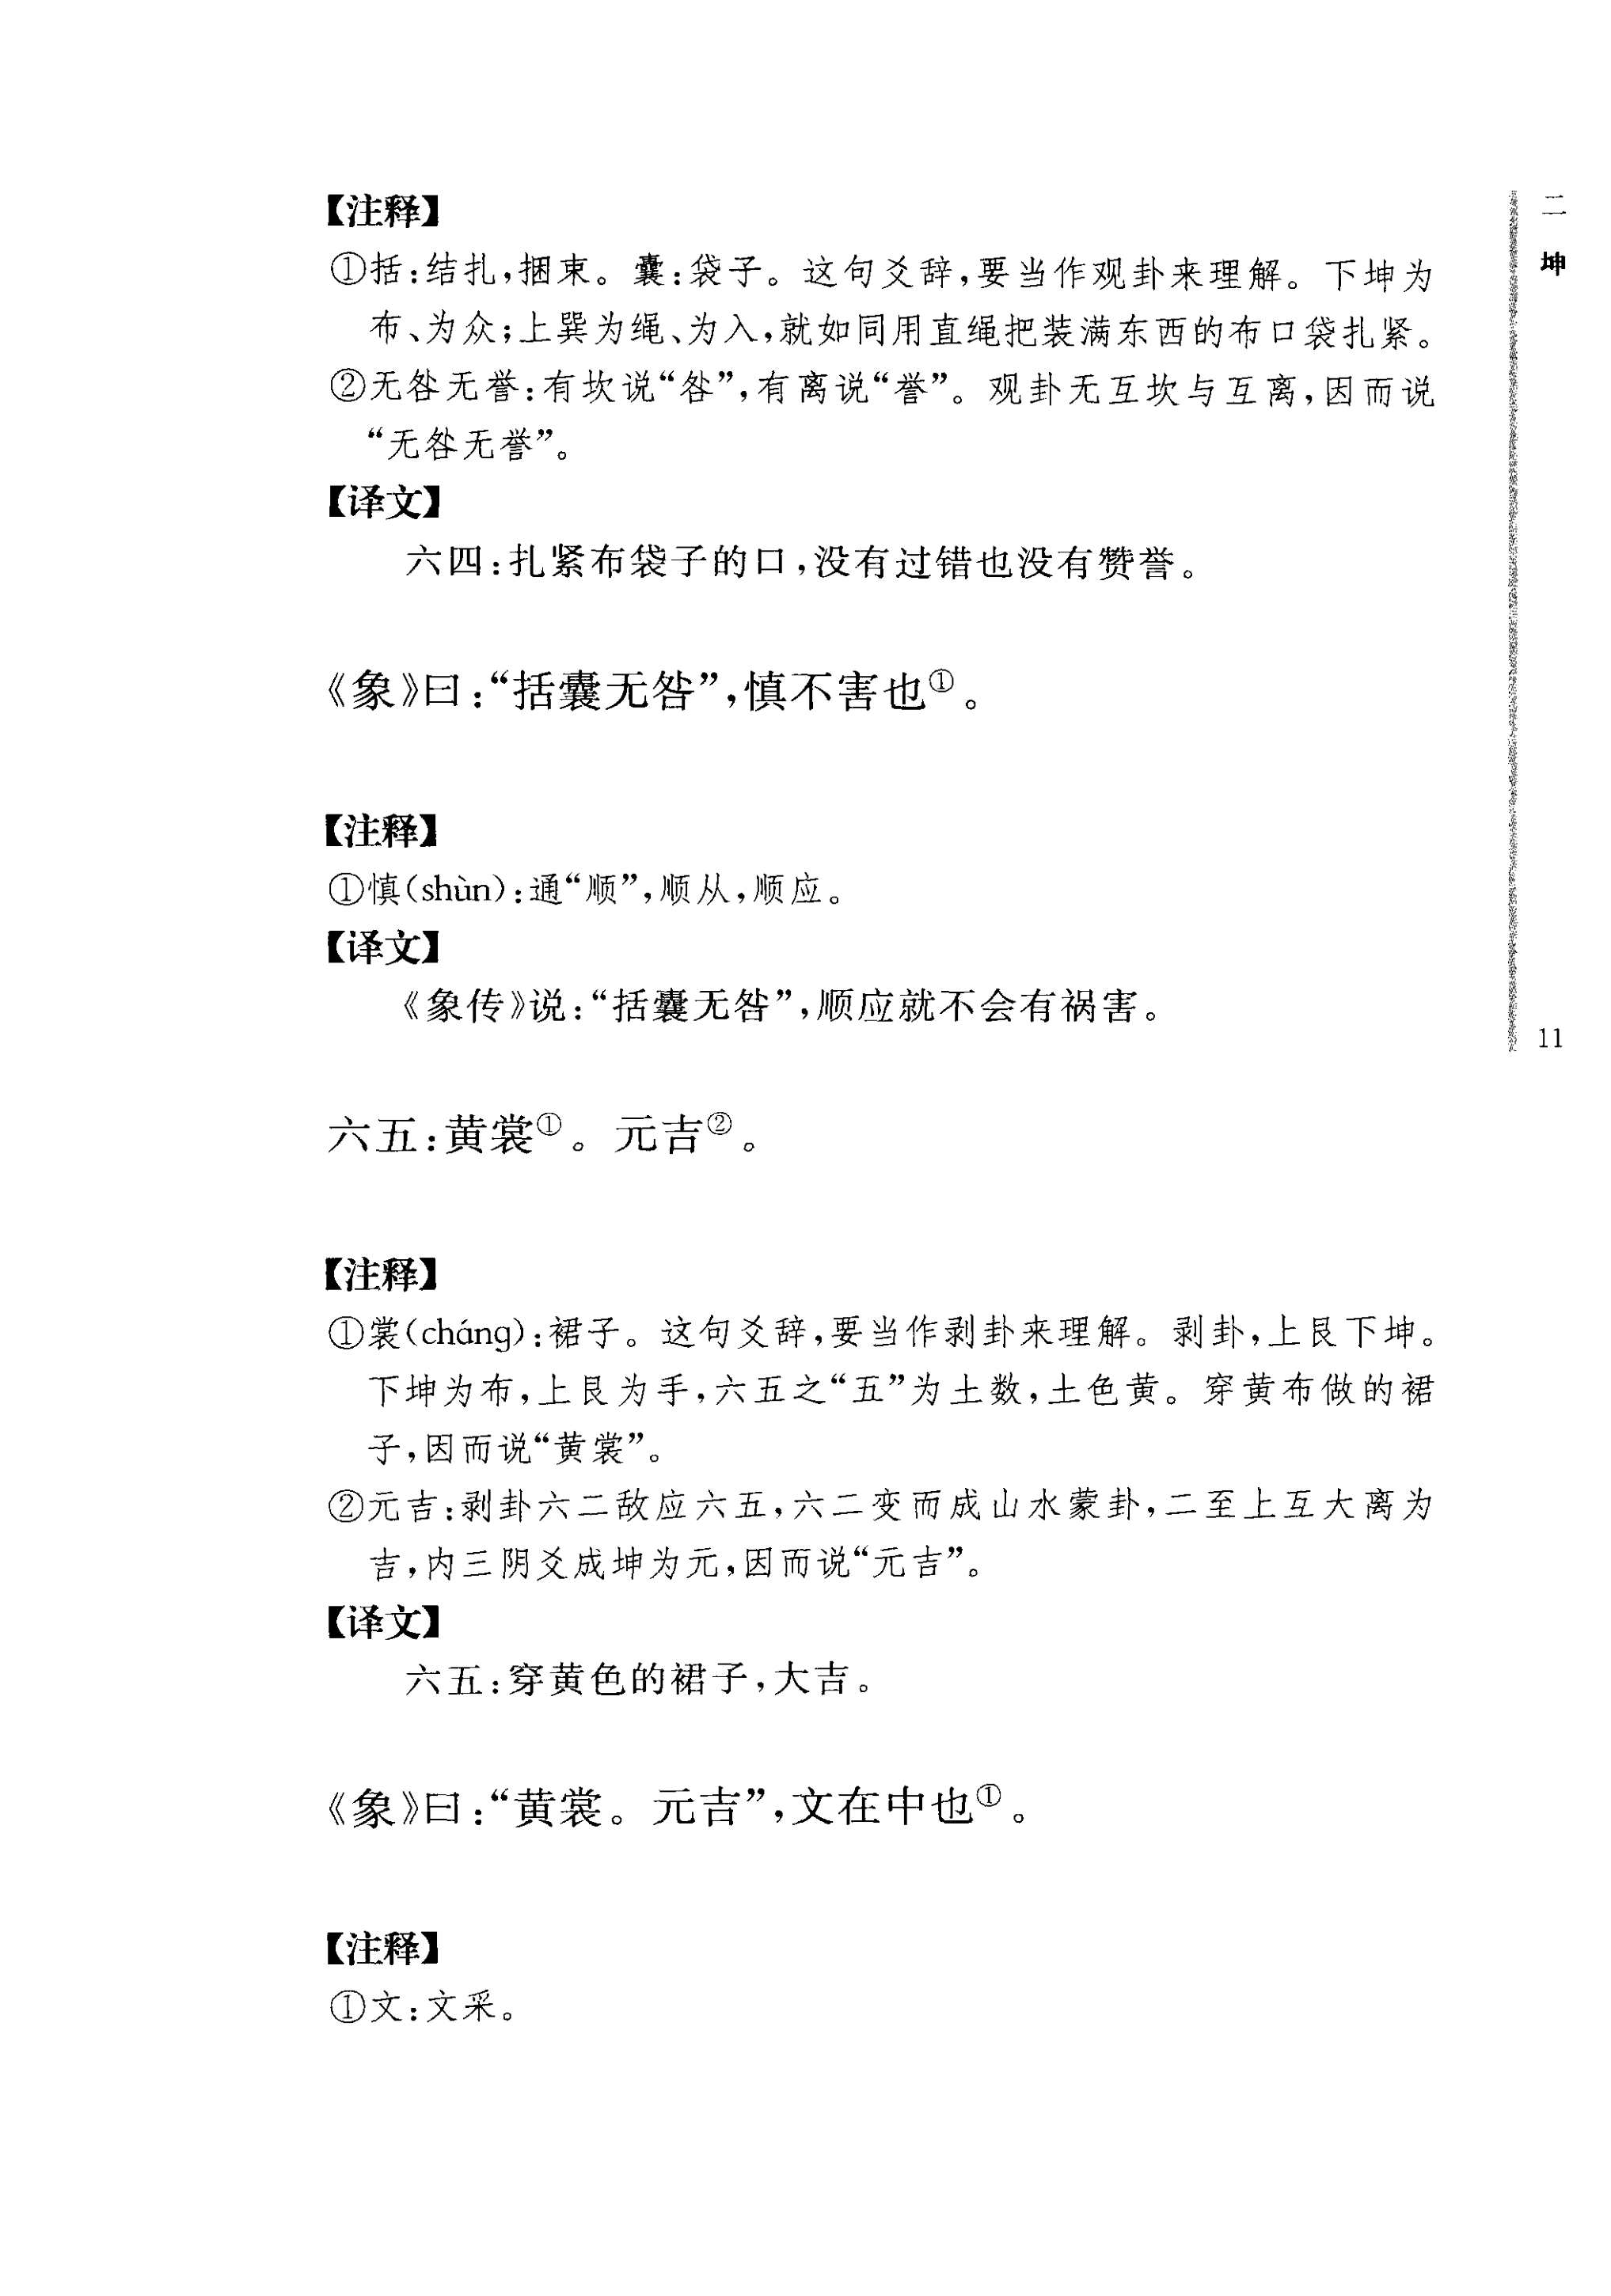 【注释】
①括:结扎,捆束。囊:袋子。这句爻辞,要当作观卦来理解。下坤为
布、为众;上巽为绳、为入,就如同用直绳把装满东西的布口袋扎紧。
②无咎无誉:有坎说“咎”,有离说“誉”。观卦无互坎与互离,因而说
“无咎无誉”。
【译文】
六四:扎紧布袋子的口,没有过错也没有赞誉。
《象》曰:“括囊无咎”,慎不害也①。
【注释】
①慎(shùn):通“顺”,顺从,顺应。
【译文】
《象传》说:“括囊无咎”,顺应就不会有祸害。
六五:黄裳①。元吉②。
【注释】
①裳(cháng):裙子。这句爻辞,要当作剥卦来理解。剥卦,上艮下坤。
下坤为布,上艮为手,六五之“五”为土数,土色黄。穿黄布做的裙
子,因而说“黄裳”。
②元吉:剥卦六二敌应六五,六二变而成山水蒙卦,二至上互大离为
吉,内三阴爻成坤为元,因而说“元吉”。
【译文】
六五:穿黄色的裙子,大吉。
《象》曰:“黄裳。元吉”,文在中也①。
【注释】
①文:文采。
二
坤
11